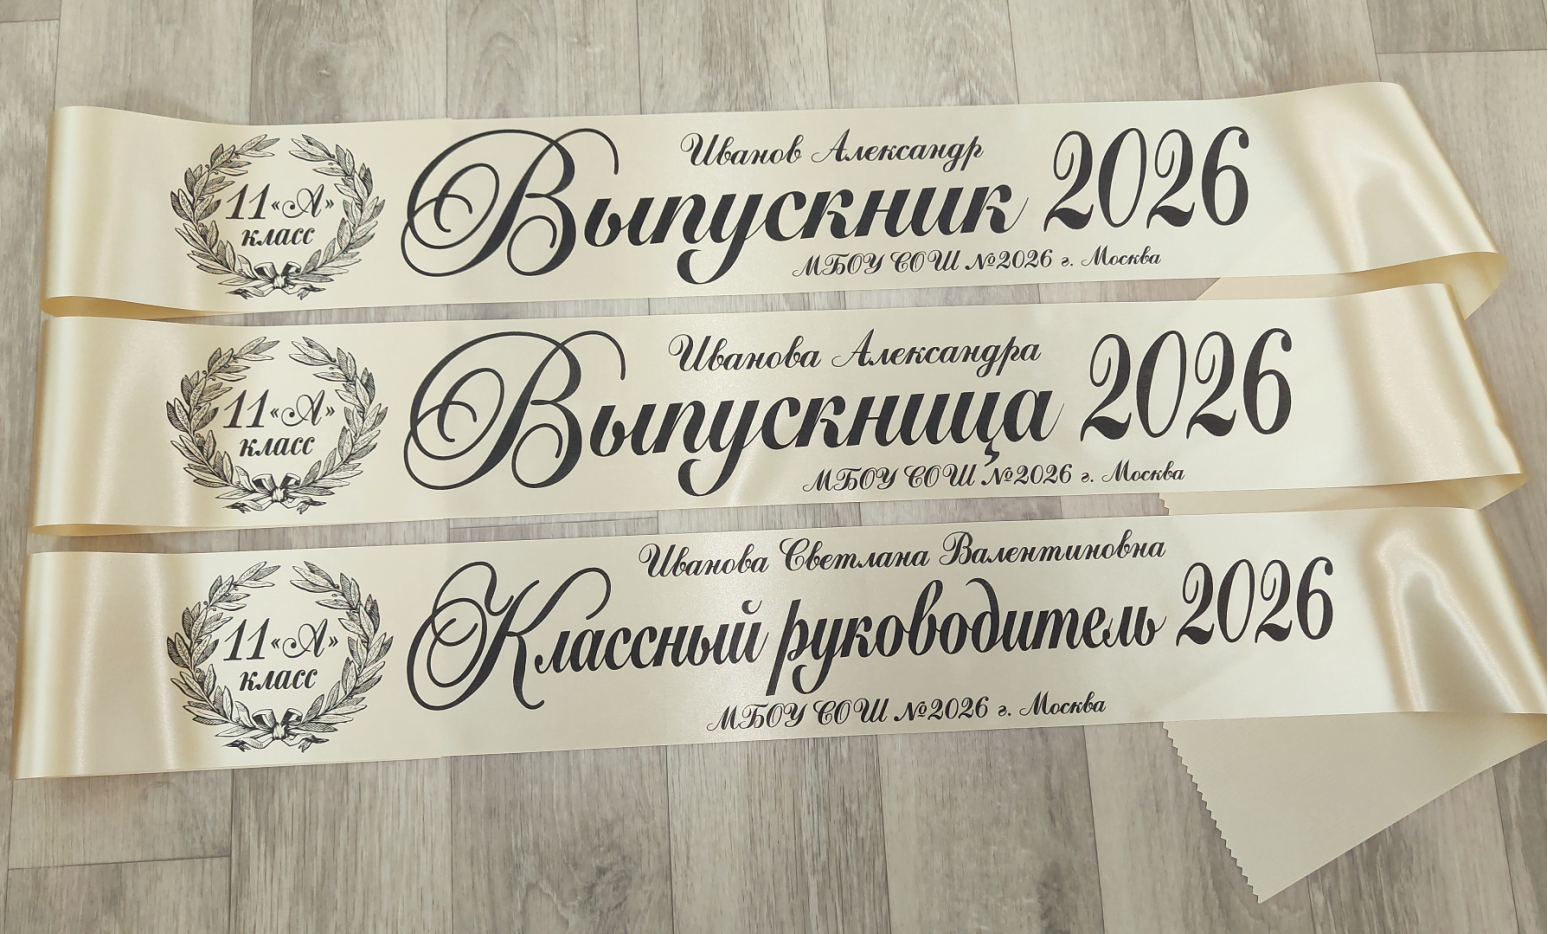 11«А»
класс
Иванов Александр
Выпускник 2026
МБОУ СОШ №2026 г. Москва
11«А»
класс
Иванова Александра
Выпускница 2026
МБОУ СОШ №2026 г. Москва
11«А»
класс
Иванова Светлана Валентиновна
Классный руководитель 2026
МБОУ СОШ №2026 г. Москва